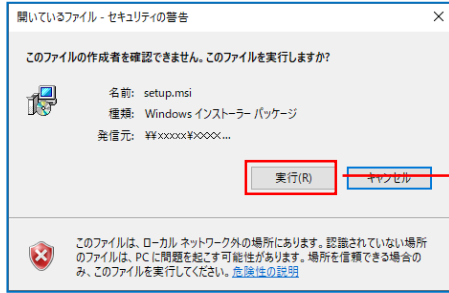 開いているファイル - セキュリティの警告
このファイルの作成者を確認できません。このファイルを実行しますか?
名前: setup.msi
種類: Windows インストーラー パッケージ
発信元: ¥¥xxxxx¥xxxx...
実行(R)
キャンセル
このファイルは、ローカル ネットワーク外の場所にあります。認識されていない場所
のファイルは、PC に問題を起こす可能性があります。場所を信頼できる場合の
み、このファイルを実行してください。危険性の説明